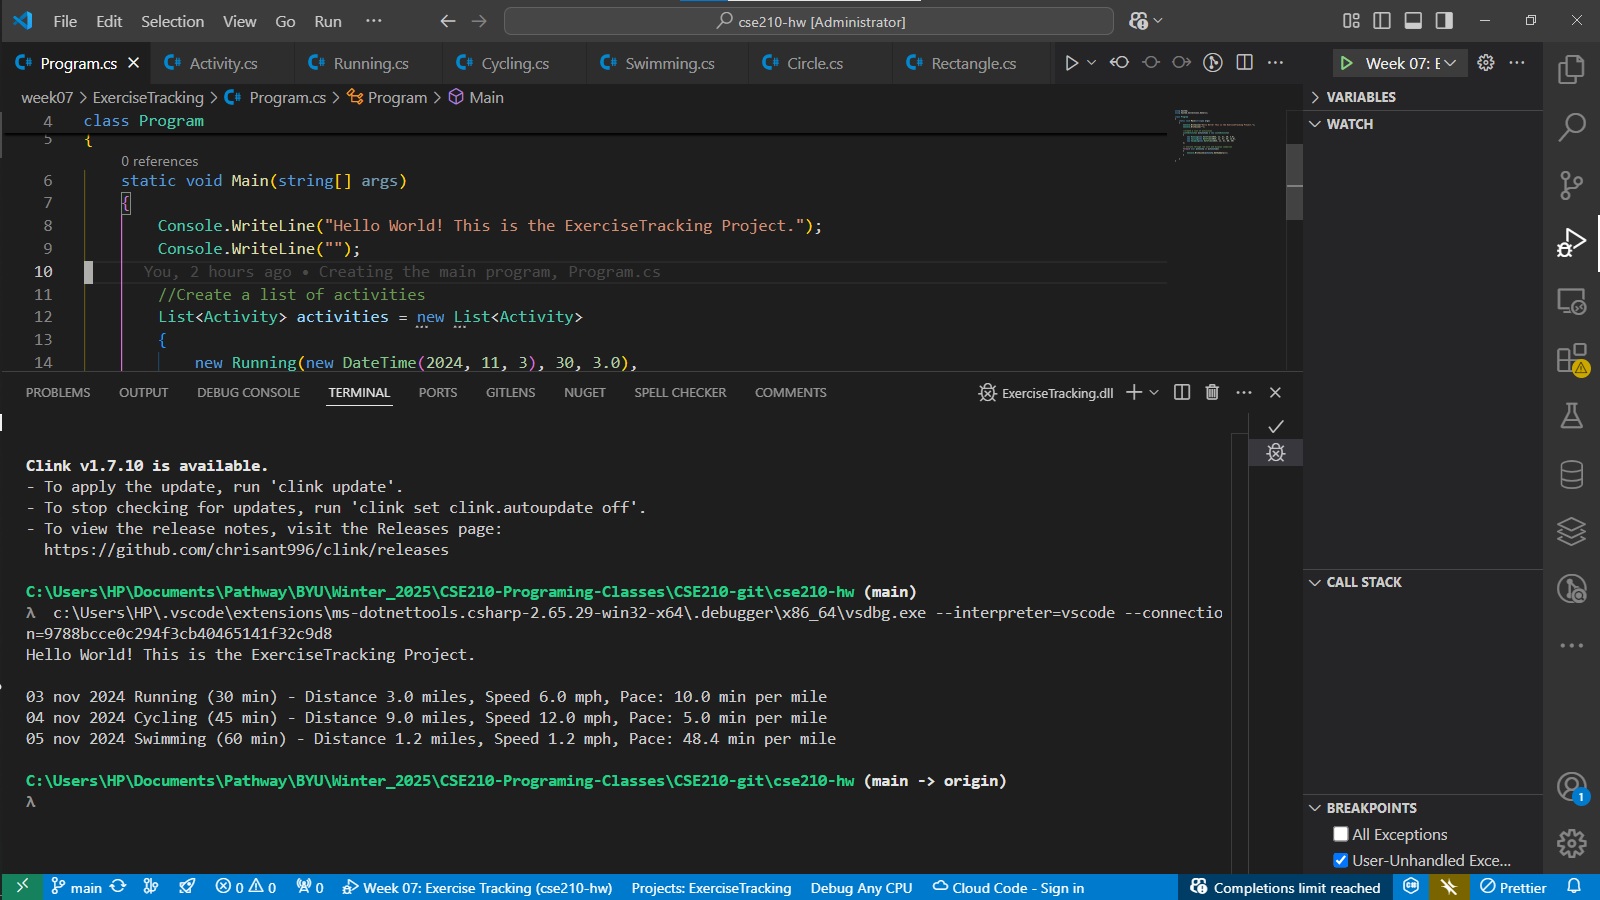 File Edit Selection View Go Run ··· cse210-hw [Administrator]
Program.cs Activity.cs Running.cs Cycling.cs Swimming.cs Circle.cs Rectangle.cs Week 07: E
week07 > ExerciseTracking > Program.cs > Program > Main
VARIABLES
WATCH
4 class Program
5 {
0 references
6 static void Main(string[] args)
7 {
8 Console.WriteLine("Hello World! This is the ExerciseTracking Project.");
9 Console.WriteLine("");
10 You, 2 hours ago • Creating the main program, Program.cs
11 //Create a list of activities
12 List<Activity> activities = new List<Activity>
13 {
14 new Running(new DateTime(2024, 11, 3), 30, 3.0),
PROBLEMS OUTPUT DEBUG CONSOLE TERMINAL PORTS GITLENS NUGET SPELL CHECKER COMMENTS ExerciseTracking.dll
Clink v1.7.10 is available.
- To apply the update, run 'clink update'.
- To stop checking for updates, run 'clink set clink.autoupdate off'.
- To view the release notes, visit the Releases page:
https://github.com/chrisant996/clink/releases
C:\Users\HP\Documents\Pathway\BYU\Winter_2025\CSE210-Programing-Classes\CSE210-git\cse210-hw (main)
λ c:\Users\HP\.vscode\extensions\ms-dotnettools.csharp-2.65.29-win32-x64\.debugger\x86_64\vsdbg.exe --interpreter=vscode --connectio
n=9788bcce0c294f3cb40465141f32c9d8
Hello World! This is the ExerciseTracking Project.
03 nov 2024 Running (30 min) - Distance 3.0 miles, Speed 6.0 mph, Pace: 10.0 min per mile
04 nov 2024 Cycling (45 min) - Distance 9.0 miles, Speed 12.0 mph, Pace: 5.0 min per mile
05 nov 2024 Swimming (60 min) - Distance 1.2 miles, Speed 1.2 mph, Pace: 48.4 min per mile
C:\Users\HP\Documents\Pathway\BYU\Winter_2025\CSE210-Programing-Classes\CSE210-git\cse210-hw (main -> origin)
λ
CALL STACK
BREAKPOINTS
All Exceptions
User-Unhandled Exce...
1
main 0 0 0 Week 07: Exercise Tracking (cse210-hw) Projects: ExerciseTracking Debug Any CPU Cloud Code - Sign in Completions limit reached Prettier